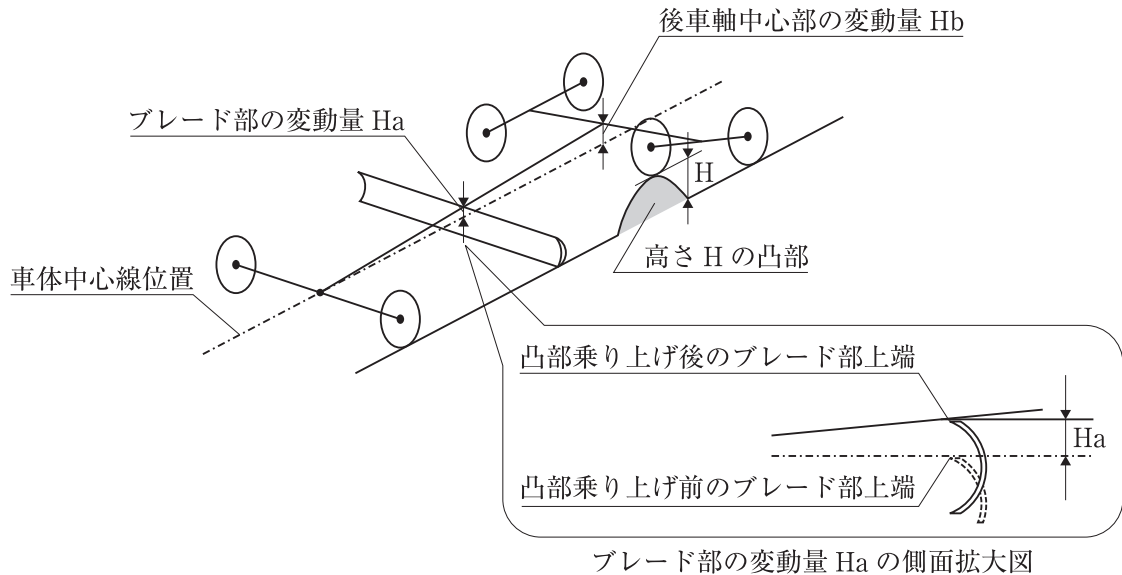 後車軸中心部の変動量 Hb
ブレード部の変動量 Ha
H
高さ H の凸部
車体中心線位置
凸部乗り上げ後のブレード部上端
Ha
凸部乗り上げ前のブレード部上端
ブレード部の変動量 Ha の側面拡大図